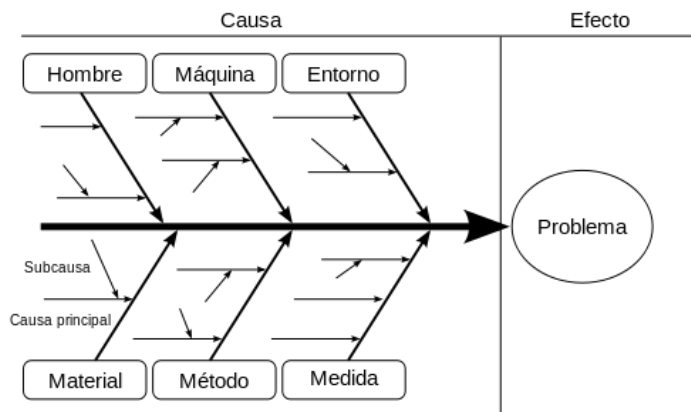 Causa
Efecto
Hombre
Máquina
Entorno
Problema
Subcausa
Causa principal
Material
Método
Medida